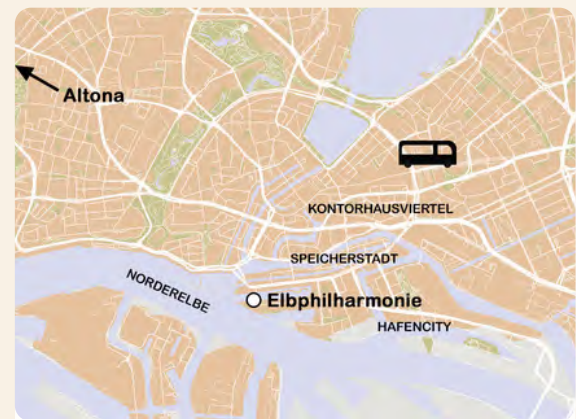 Altona
KONTORHAUSVIERTEL
SPEICHERSTADT
NORDERELBE
Elbphilharmonie
HAFENCITY